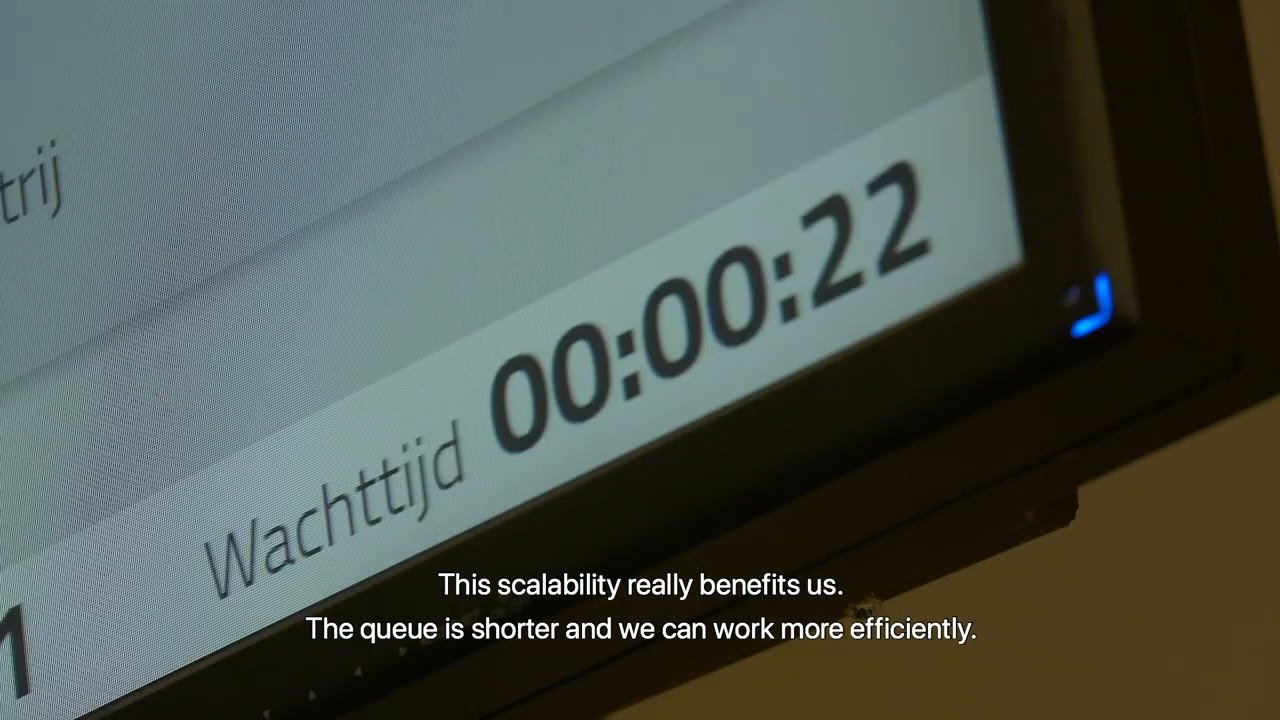 trij
Wachttijd 00:00:22
1
This scalability really benefits us.
The queue is shorter and we can work more efficiently.